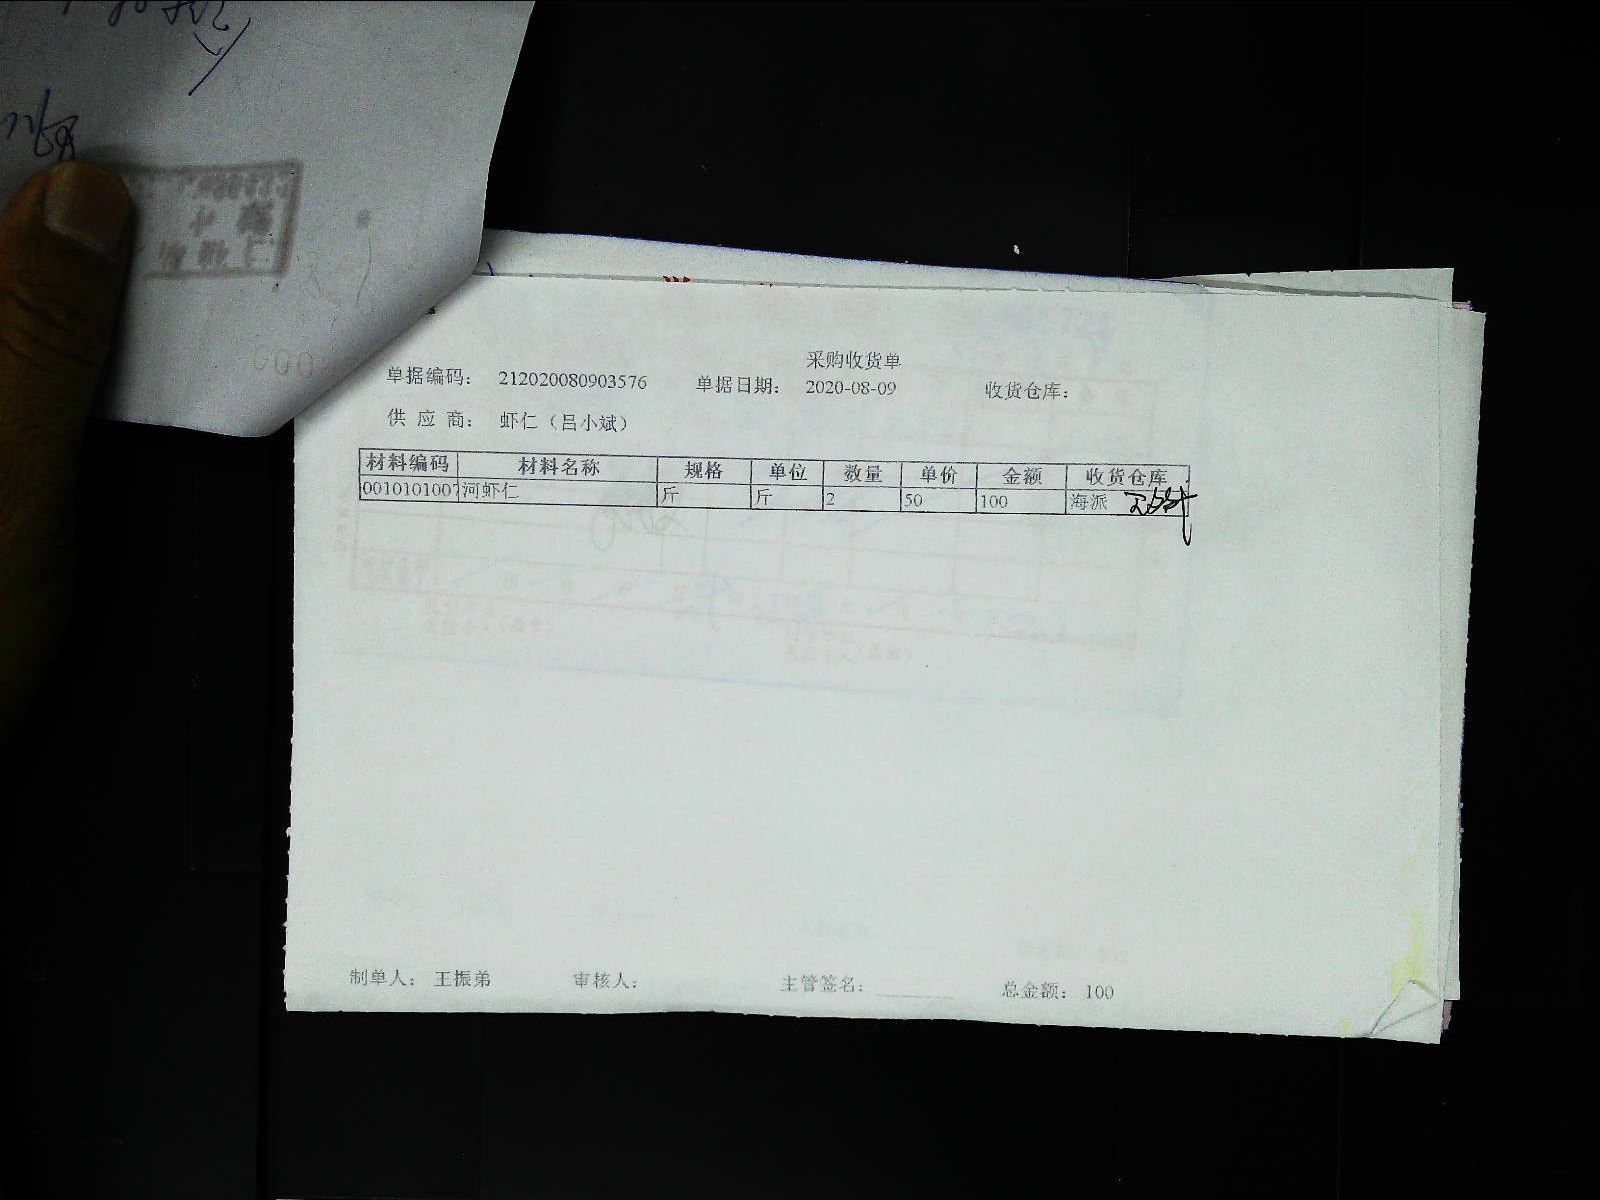 采购收货单
单据编码： 212020080903576 单据日期： 2020-08-09 收货仓库：
供 应 商： 虾仁（吕小斌）
材料编码 材料名称 规格 单位 数量 单价 金额 收货仓库
0010101007 河虾仁 斤 斤 2 50 100 海派
制单人： 王振弟 审核人： 主管签名： 总金额： 100